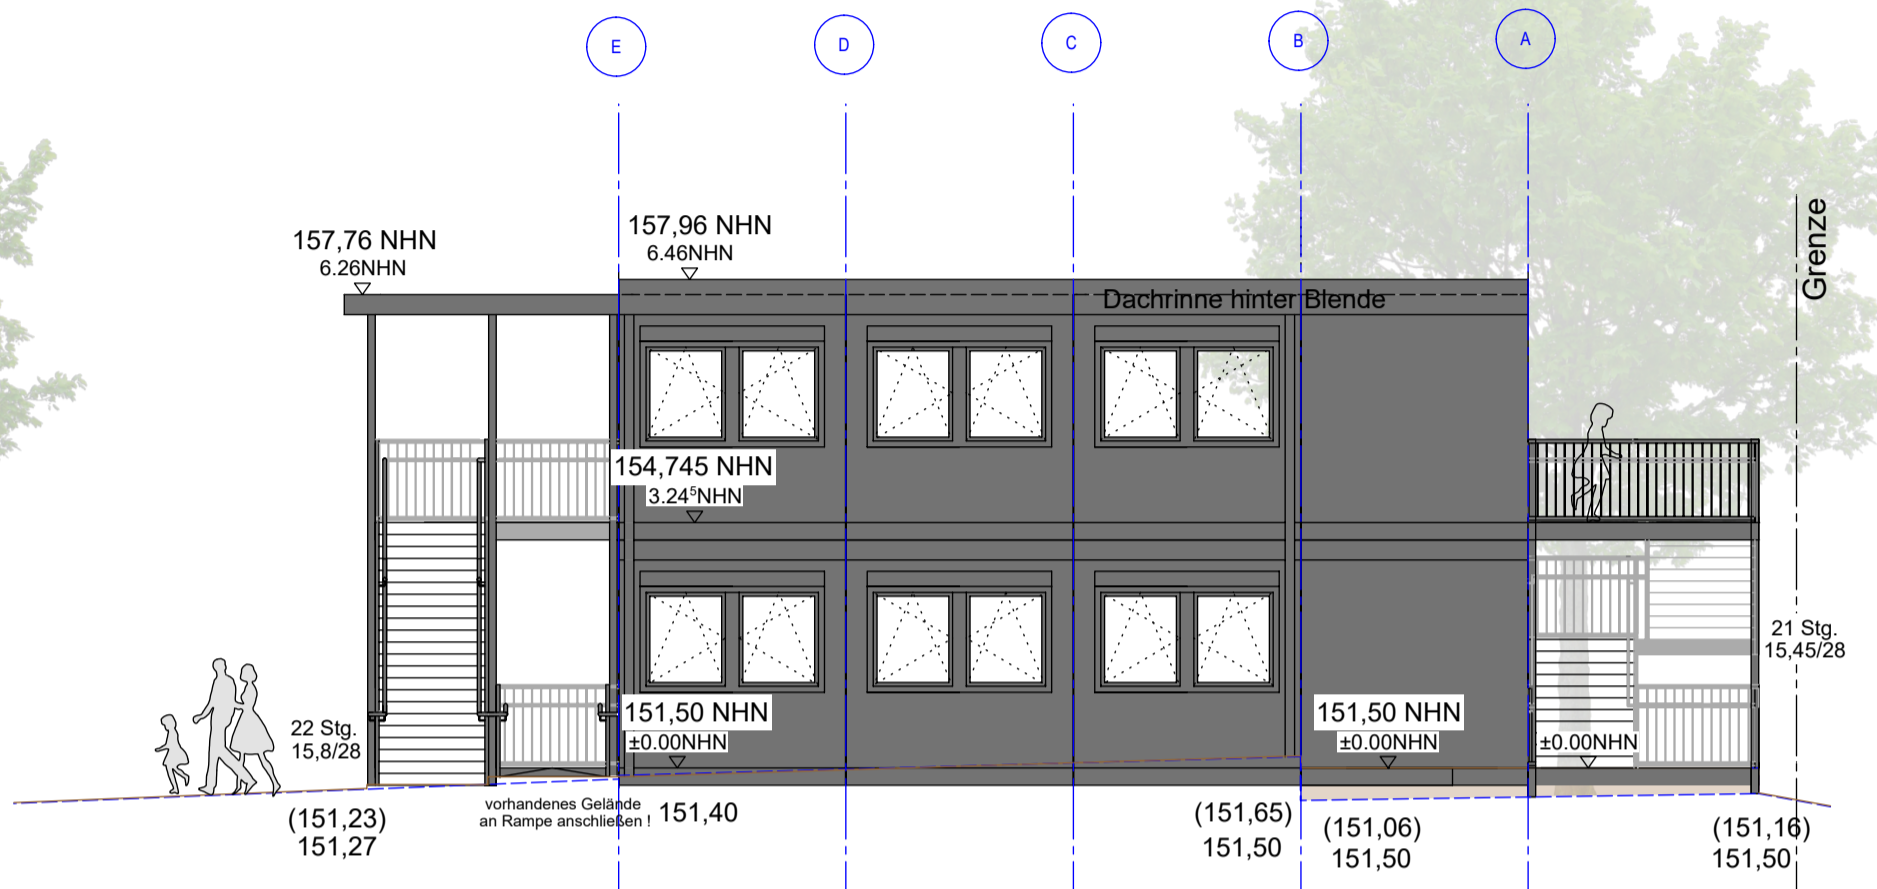 E
D
C
B
A
157,76 NHN
6.26NHN
157,96 NHN
6.46NHN
Grenze
Dachrinne hinter Blende
154,745 NHN
3.24⁵NHN
21 Stg.
15,45/28
151,50 NHN
±0.00NHN
151,50 NHN
±0.00NHN
±0.00NHN
22 Stg.
15,8/28
(151,23)
151,27
vorhandenes Gelände
an Rampe anschließen !
151,40
(151,65)
151,50
(151,06)
151,50
(151,16)
151,50